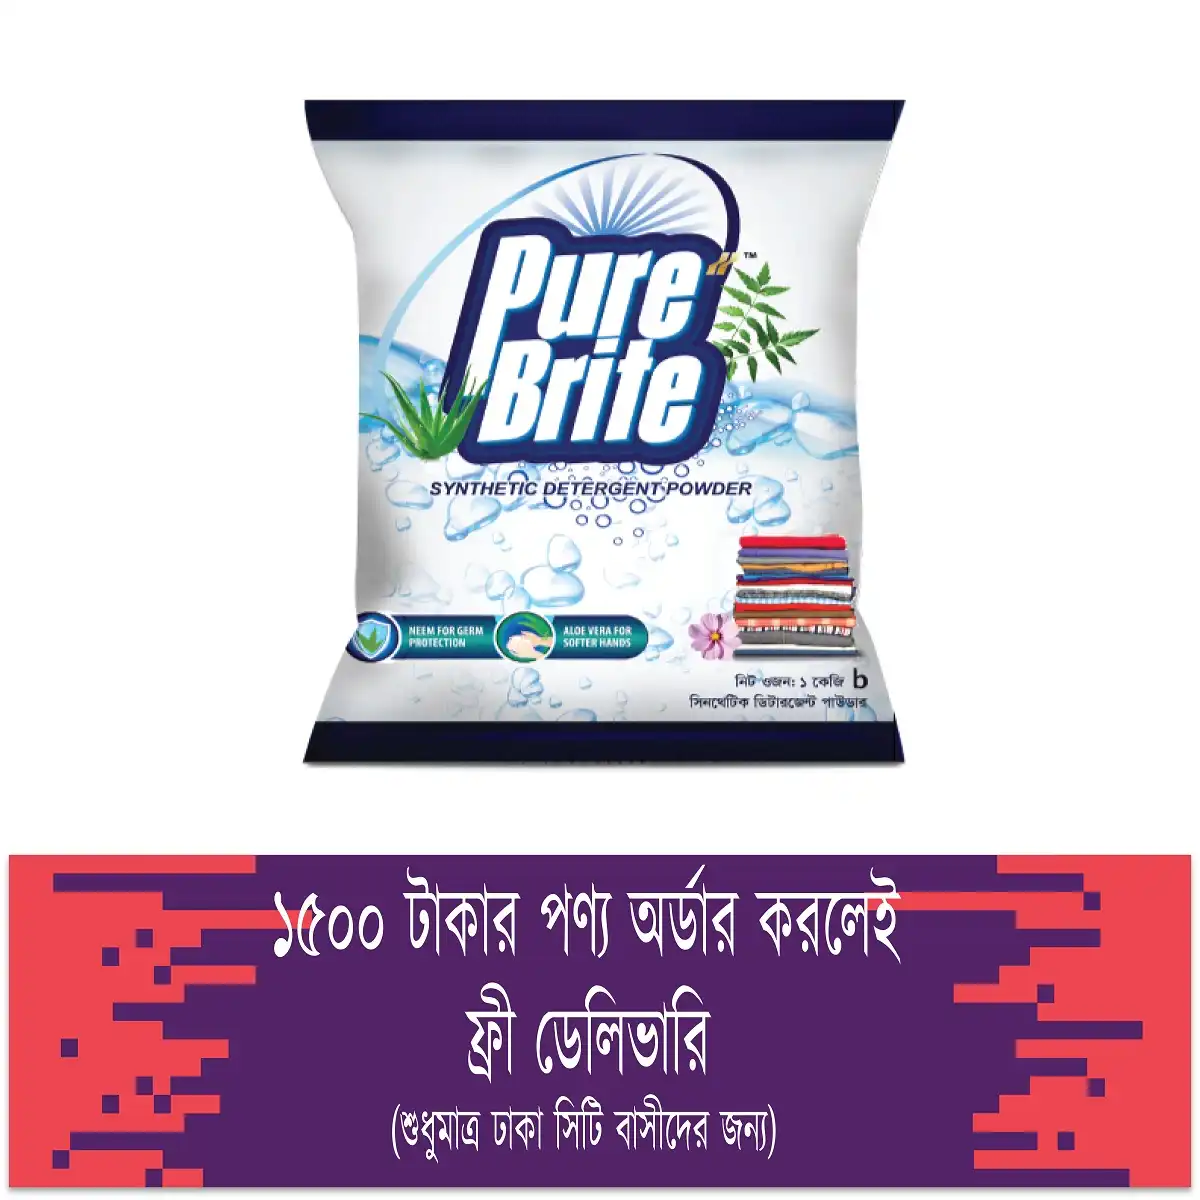 Pure
Brite
™
SYNTHETIC DETERGENT POWDER
NEEM FOR GERM
PROTECTION
ALOE VERA FOR
SOFTER HANDS
নিট ওজন: ১ কেজি b
সিনথেটিক ডিটারজেন্ট পাউডার
১৫০০ টাকার পণ্য অর্ডার করলেই
ফ্রী ডেলিভারি
(শুধুমাত্র ঢাকা সিটি বাসীদের জন্য)